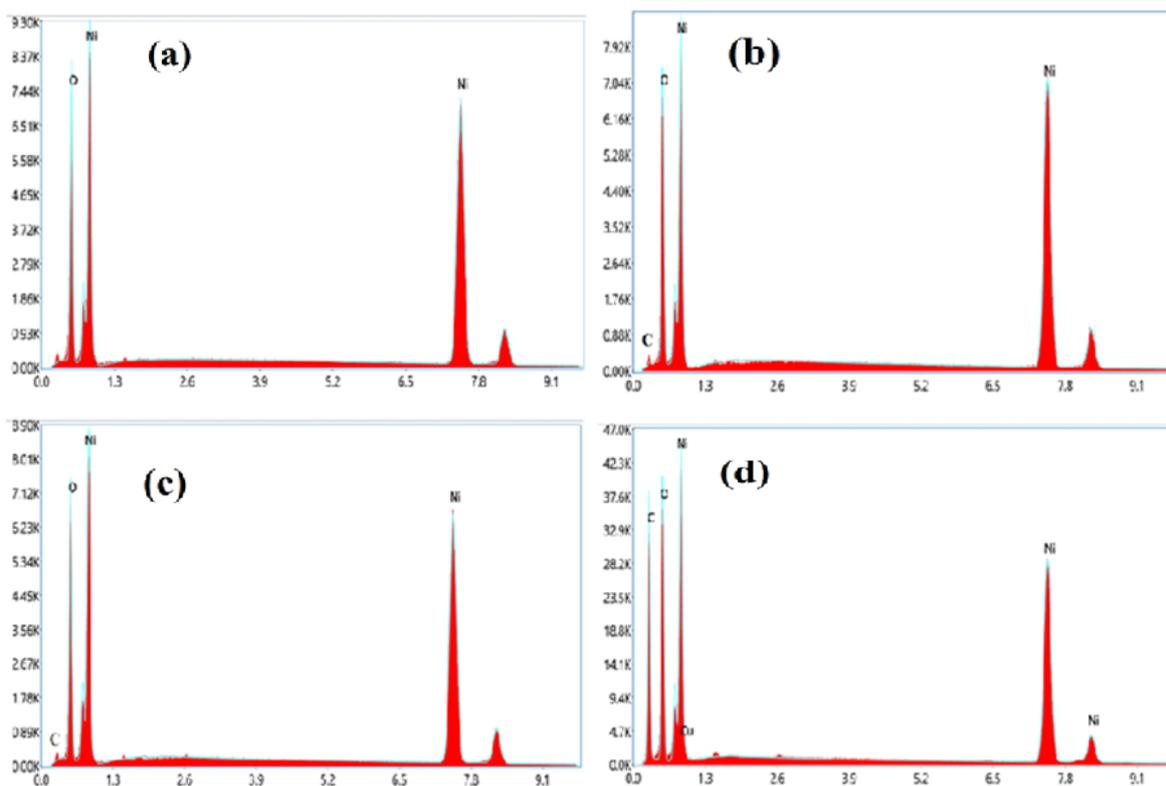 (a)
9.30K
8.37K
7.44K
6.51K
5.58K
4.65K
3.72K
2.79K
1.86K
0.93K
0.00K
O
Ni
Ni
0.0 1.3 2.6 3.9 5.2 6.5 7.8 9.1
(b)
7.92K
7.04K
6.16K
5.28K
4.40K
3.52K
2.64K
1.76K
0.88K
0.00K
C
O
Ni
Ni
0.0 1.3 2.6 3.9 5.2 6.5 7.8 9.1
(c)
8.90K
8.01K
7.12K
6.23K
5.34K
4.45K
3.56K
2.67K
1.78K
0.89K
0.00K
C
O
Ni
Ni
0.0 1.3 2.6 3.9 5.2 6.5 7.8 9.1
(d)
47.0K
42.3K
37.6K
32.9K
28.2K
23.5K
18.8K
14.1K
9.4K
4.7K
0.0K
C
O
Ni
Cu
Ni
Ni
0.0 1.3 2.6 3.9 5.2 6.5 7.8 9.1